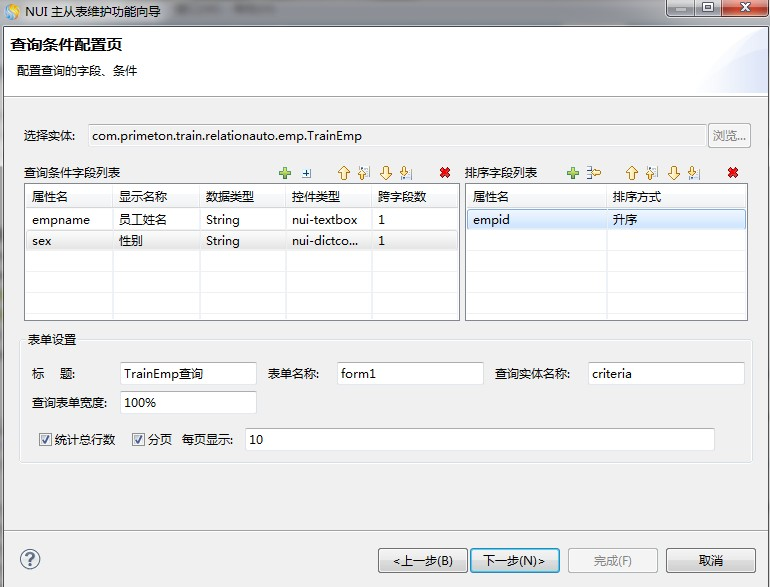 NUI 主从表维护功能向导
查询条件配置页
配置查询的字段、条件
选择实体: com.primeton.train.relationauto.emp.TrainEmp 浏览...
查询条件字段列表 排序字段列表
属性名 显示名称 数据类型 控件类型 跨字段数 属性名 排序方式
empname 员工姓名 String nui-textbox 1 empid 升序
sex 性别 String nui-dictco... 1
表单设置
标 题: TrainEmp查询 表单名称: form1 查询实体名称: criteria
查询表单宽度: 100%
统计总行数 分页 每页显示: 10
<上一步(B) 下一步(N)> 完成(F) 取消